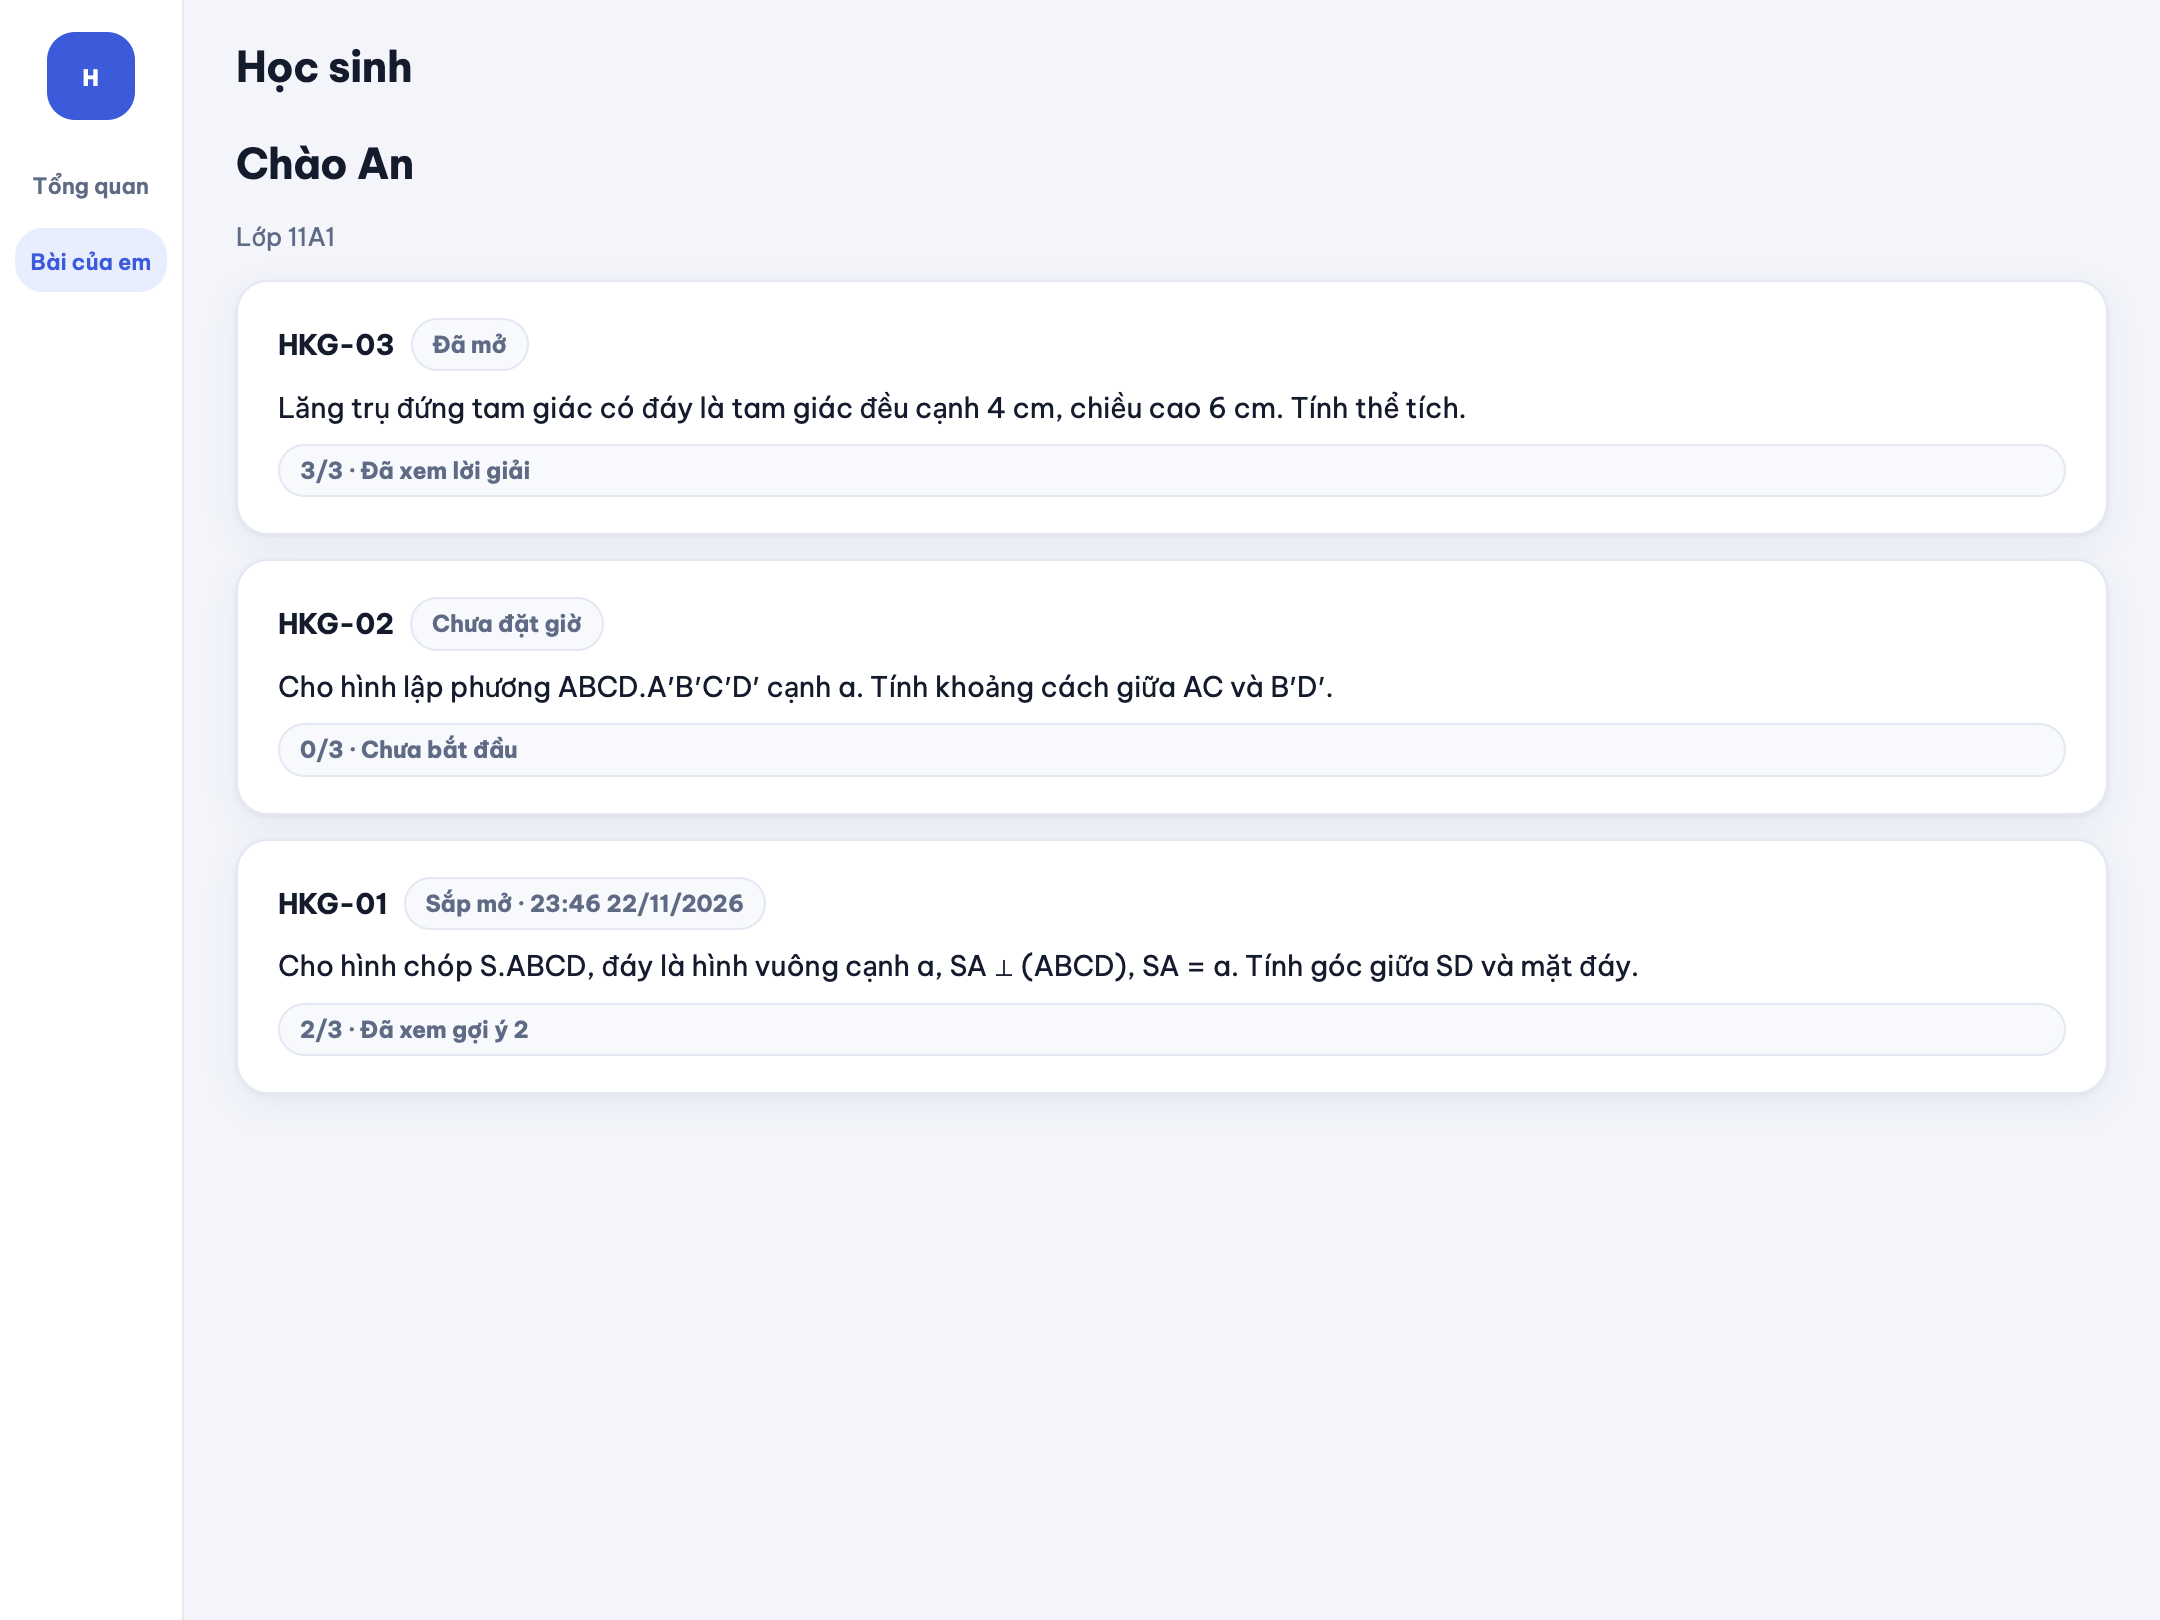 H
Tổng quan
Bài của em
Học sinh
Chào An
Lớp 11A1
HKG-03 Đã mở
Lăng trụ đứng tam giác có đáy là tam giác đều cạnh 4 cm, chiều cao 6 cm. Tính thể tích.
3/3 · Đã xem lời giải
HKG-02 Chưa đặt giờ
Cho hình lập phương ABCD.A′B′C′D′ cạnh a. Tính khoảng cách giữa AC và B′D′.
0/3 · Chưa bắt đầu
HKG-01 Sắp mở · 23:46 22/11/2026
Cho hình chóp S.ABCD, đáy là hình vuông cạnh a, SA ⊥ (ABCD), SA = a. Tính góc giữa SD và mặt đáy.
2/3 · Đã xem gợi ý 2